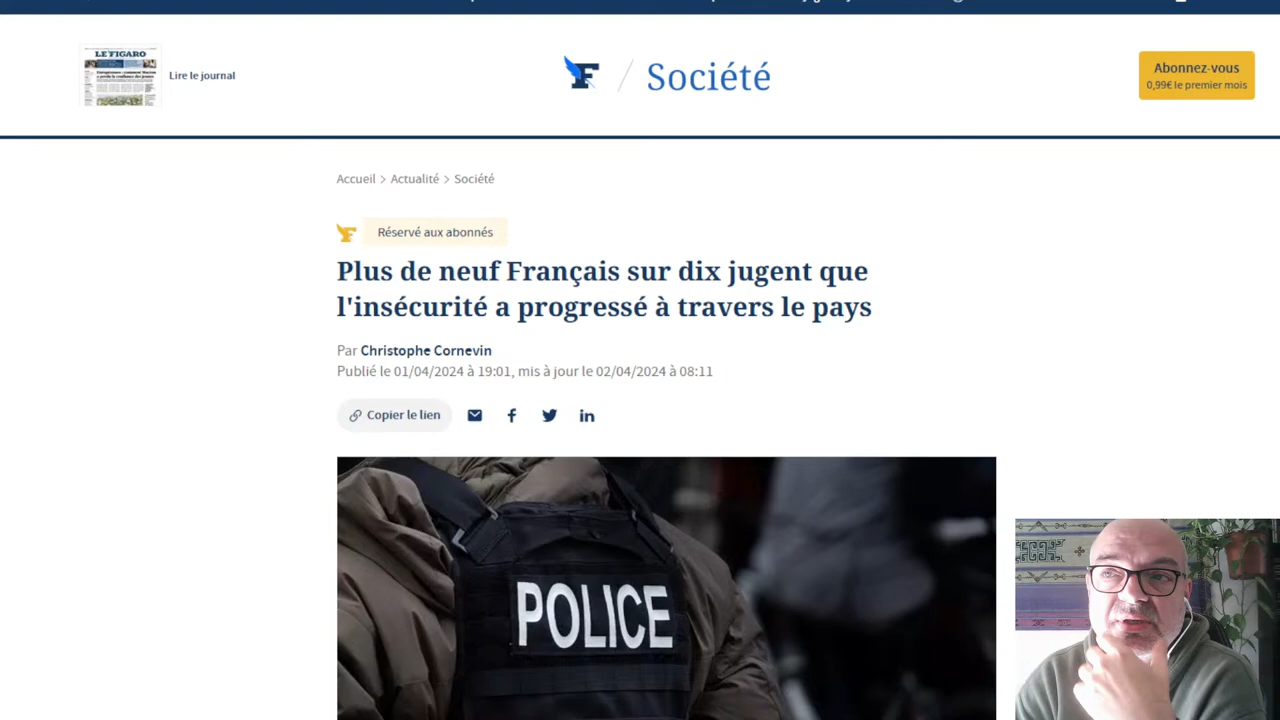 LE FIGARO
Lire le journal
F
Société
Abonnez-vous
0,99€ le premier mois
Accueil > Actualité > Société
F Réservé aux abonnés
Plus de neuf Français sur dix jugent que
l'insécurité a progressé à travers le pays
Par Christophe Cornevin
Publié le 01/04/2024 à 19:01, mis à jour le 02/04/2024 à 08:11
Copier le lien
POLICE